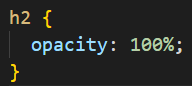 h2 {
  opacity: 100%;
}